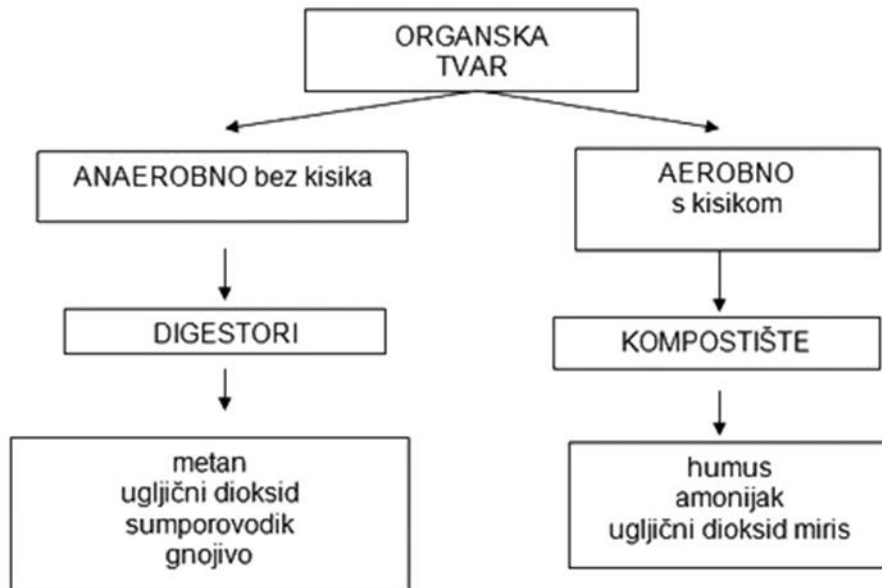 ORGANSKA
TVAR
ANAEROBNO bez kisika
AEROBNO
s kisikom
DIGESTORI
KOMPOSTIŠTE
metan
ugljični dioksid
sumporovodik
gnojivo
humus
amonijak
ugljični dioksid miris